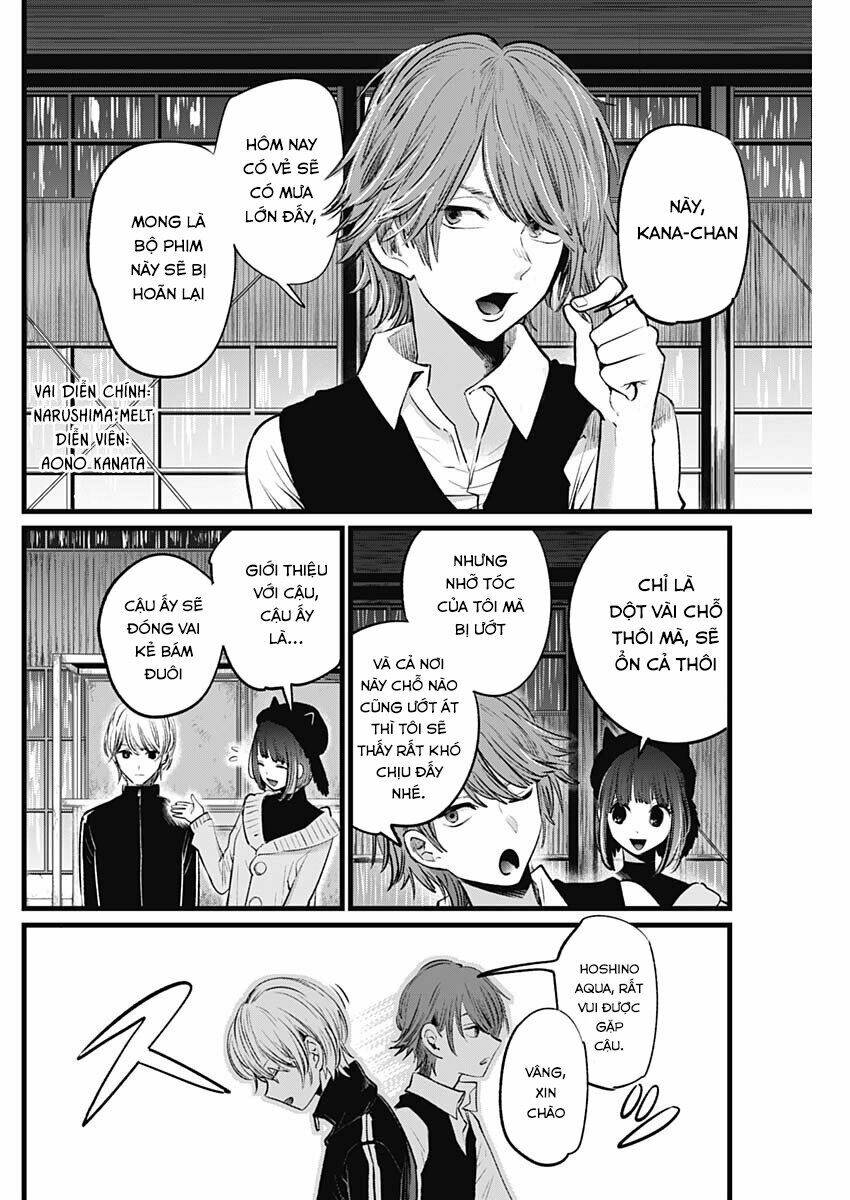 NÀY,
KANA-CHAN
HÔM NAY
CÓ VẺ SẼ
CÓ MƯA
LỚN ĐẤY,
MONG LÀ
BỘ PHIM
NÀY SẼ BỊ
HOÃN LẠI
VAI DIỄN CHÍNH:
NARUSHIMA MELT
DIỄN VIÊN:
AONO KANATA
CHỈ LÀ
DỘT VÀI CHỖ
THÔI MÀ, SẼ
ỔN CẢ THÔI
NHƯNG
NHỠ TÓC
CỦA TÔI MÀ
BỊ ƯỚT
VÀ CẢ NƠI
NÀY CHỖ NÀO
CŨNG ƯỚT ÁT
THÌ TÔI SẼ
THẤY RẤT KHÓ
CHỊU ĐẤY
NHÉ.
GIỚI THIỆU
VỚI CẬU,
CẬU ẤY
LÀ...
CẬU ẤY SẼ
ĐÓNG VAI
KẺ BÁM
ĐUÔI
HOSHINO
AQUA, RẤT
VUI ĐƯỢC
GẶP
CẬU.
VÂNG,
XIN
CHÀO
スッ